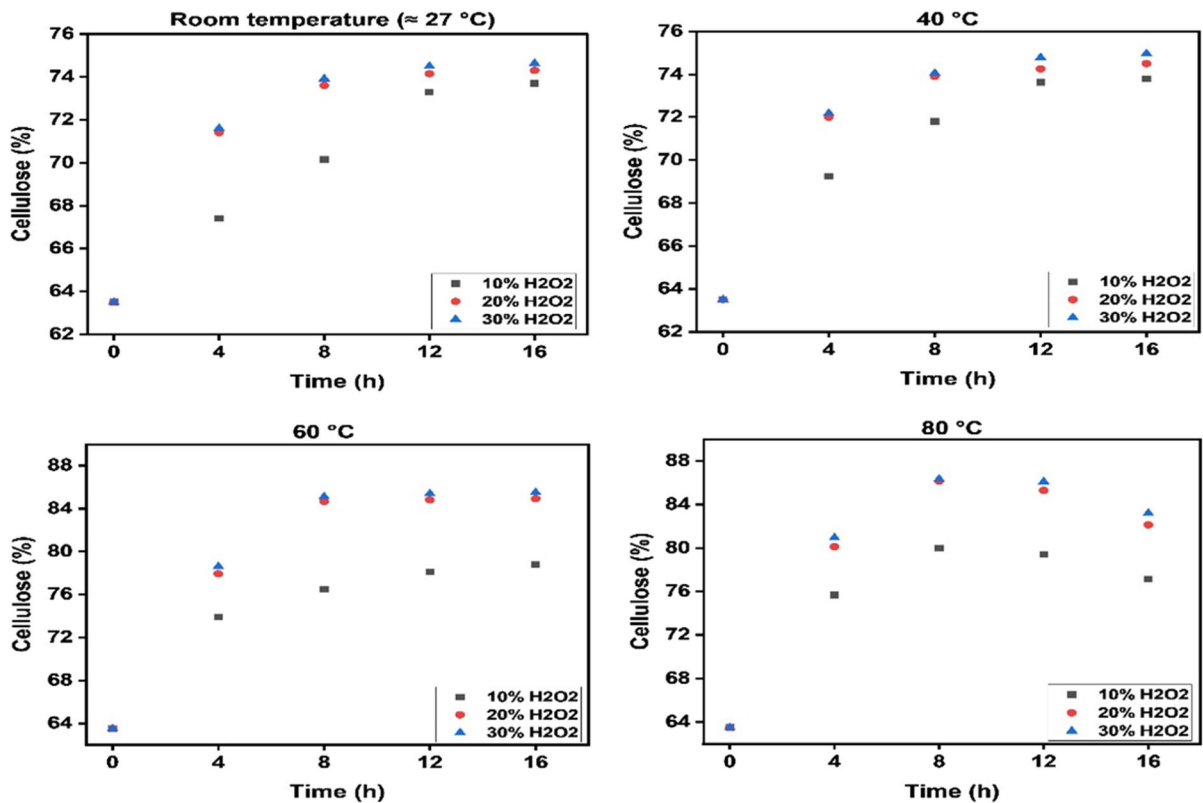 Room temperature (≈ 27 °C)
76
74
72
70
68
66
64
62
Cellulose (%)
10% H2O2
20% H2O2
30% H2O2
0 4 8 12 16
Time (h)
40 °C
76
74
72
70
68
66
64
62
Cellulose (%)
10% H2O2
20% H2O2
30% H2O2
0 4 8 12 16
Time (h)
60 °C
88
84
80
76
72
68
64
Cellulose (%)
10% H2O2
20% H2O2
30% H2O2
0 4 8 12 16
Time (h)
80 °C
88
84
80
76
72
68
64
Cellulose (%)
10% H2O2
20% H2O2
30% H2O2
0 4 8 12 16
Time (h)